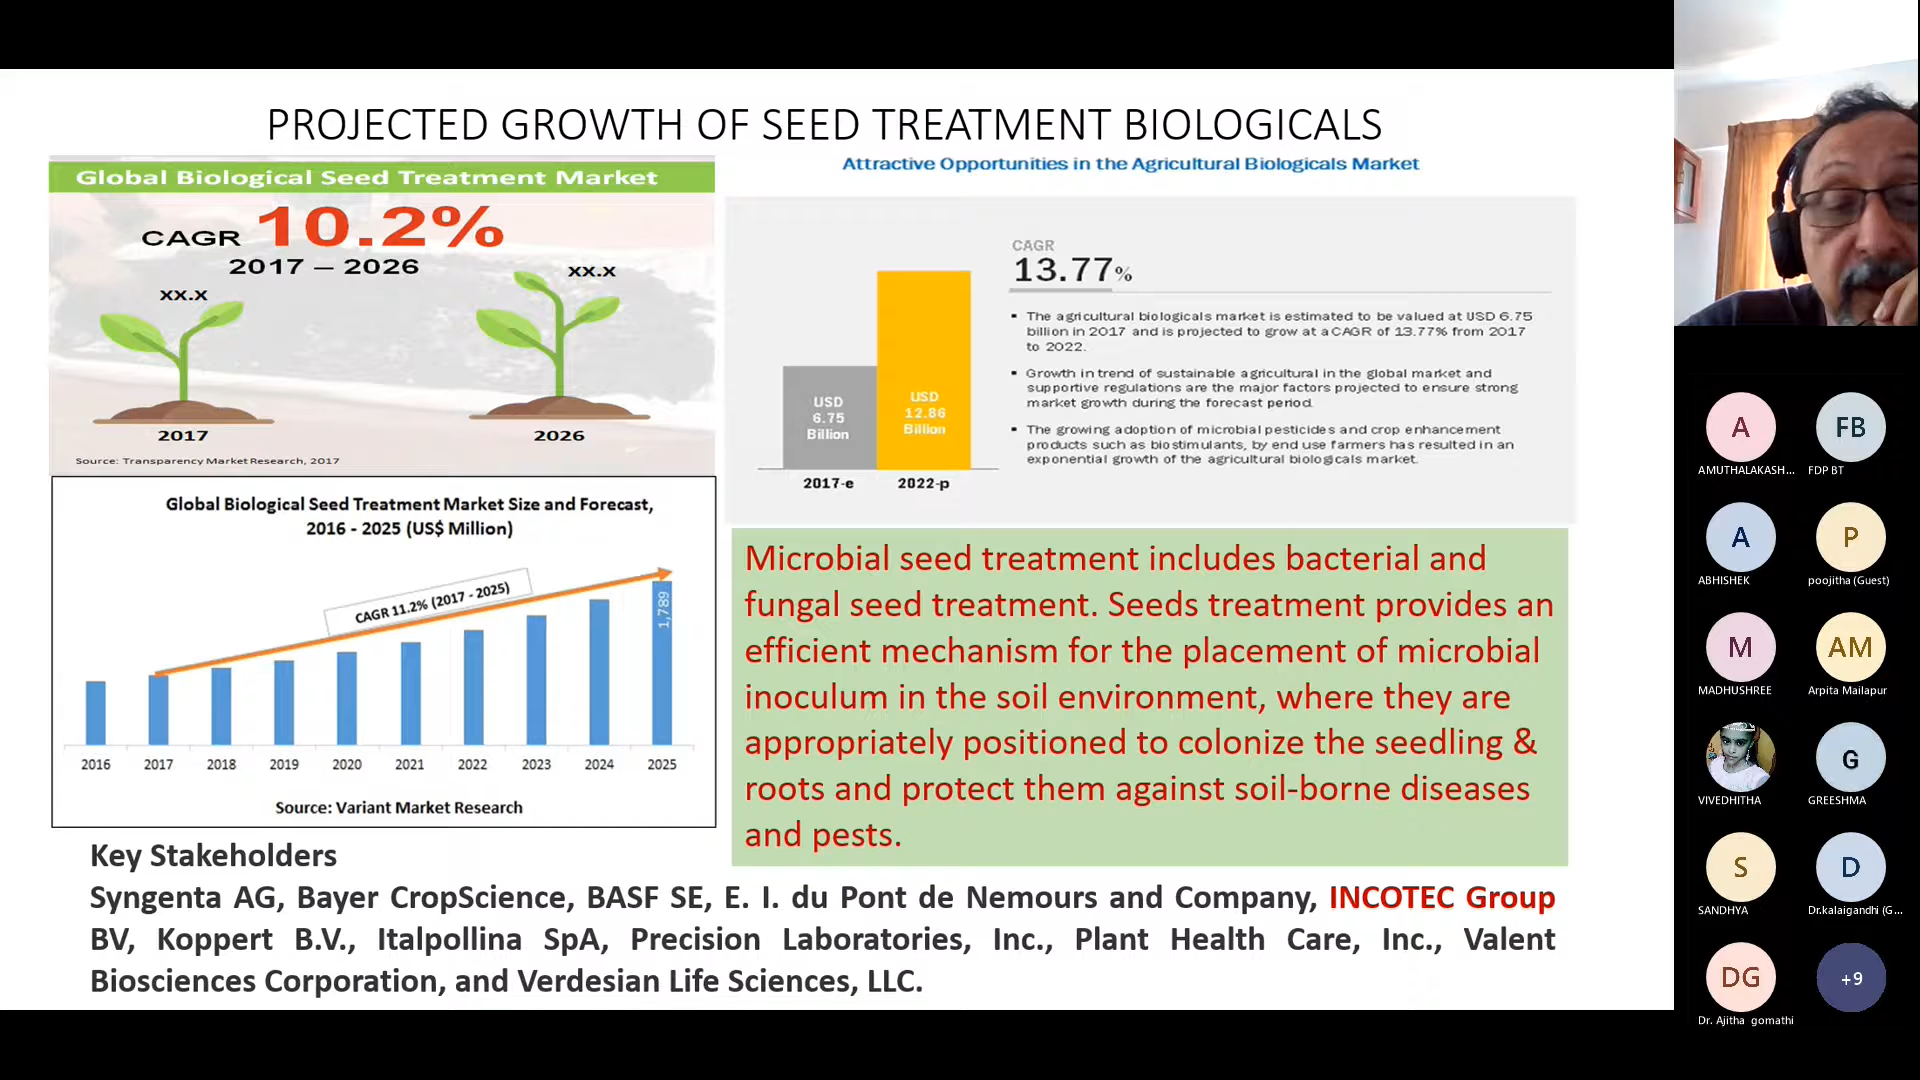 PROJECTED GROWTH OF SEED TREATMENT BIOLOGICALS
Global Biological Seed Treatment Market
CAGR 10.2%
2017 – 2026
xx.x
xx.x
2017
2026
Source: Transparency Market Research, 2017
Attractive Opportunities in the Agricultural Biologicals Market
CAGR
13.77%
USD
6.75
Billion
USD
12.86
Billion
2017-e
2022-p
▪ The agricultural biologicals market is estimated to be valued at USD 6.75
billion in 2017 and is projected to grow at a CAGR of 13.77% from 2017
to 2022.
▪ Growth in trend of sustainable agricultural in the global market and
supportive regulations are the major factors projected to ensure strong
market growth during the forecast period.
▪ The growing adoption of microbial pesticides and crop enhancement
products such as biostimulants, by end use farmers has resulted in an
exponential growth of the agricultural biologicals market.
Global Biological Seed Treatment Market Size and Forecast,
2016 - 2025 (US$ Million)
CAGR 11.2% (2017 - 2025)
1,789
2016 2017 2018 2019 2020 2021 2022 2023 2024 2025
Source: Variant Market Research
Microbial seed treatment includes bacterial and
fungal seed treatment. Seeds treatment provides an
efficient mechanism for the placement of microbial
inoculum in the soil environment, where they are
appropriately positioned to colonize the seedling &
roots and protect them against soil-borne diseases
and pests.
Key Stakeholders
Syngenta AG, Bayer CropScience, BASF SE, E. I. du Pont de Nemours and Company, INCOTEC Group
BV, Koppert B.V., Italpollina SpA, Precision Laboratories, Inc., Plant Health Care, Inc., Valent
Biosciences Corporation, and Verdesian Life Sciences, LLC.
A
AMUTHALAKASH...
FB
FDP BT
A
ABHISHEK
P
poojitha (Guest)
M
MADHUSHREE
AM
Arpita Mailapur
VIVEDHITHA
G
GREESHMA
S
SANDHYA
D
Dr.kalaigandhi (G...
DG
Dr. Ajitha gomathi
+9